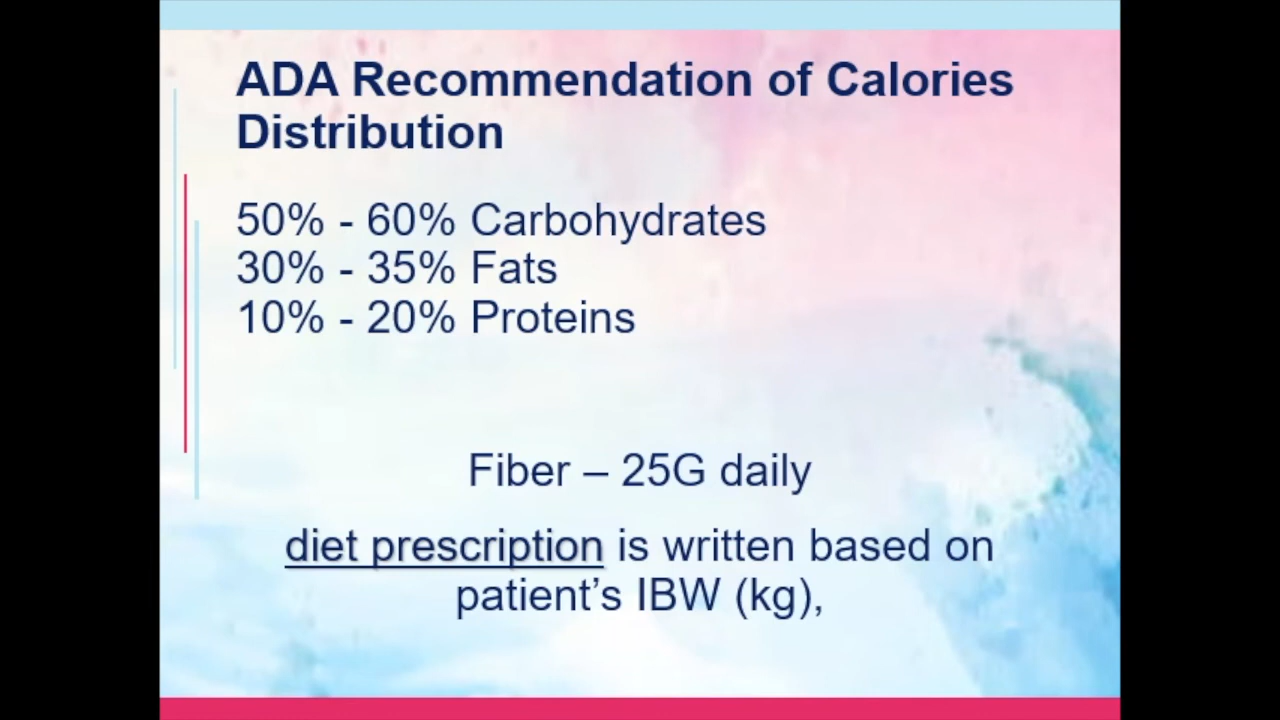 ADA Recommendation of Calories
Distribution
50% - 60% Carbohydrates
30% - 35% Fats
10% - 20% Proteins
Fiber – 25G daily
diet prescription is written based on
patient’s IBW (kg),